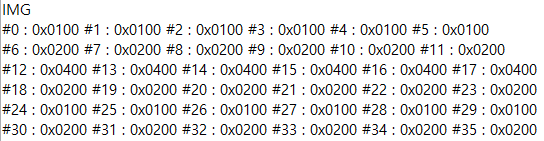 IMG
#0 : 0x0100 #1 : 0x0100 #2 : 0x0100 #3 : 0x0100 #4 : 0x0100 #5 : 0x0100
#6 : 0x0200 #7 : 0x0200 #8 : 0x0200 #9 : 0x0200 #10 : 0x0200 #11 : 0x0200
#12 : 0x0400 #13 : 0x0400 #14 : 0x0400 #15 : 0x0400 #16 : 0x0400 #17 : 0x0400
#18 : 0x0200 #19 : 0x0200 #20 : 0x0200 #21 : 0x0200 #22 : 0x0200 #23 : 0x0200
#24 : 0x0100 #25 : 0x0100 #26 : 0x0100 #27 : 0x0100 #28 : 0x0100 #29 : 0x0100
#30 : 0x0200 #31 : 0x0200 #32 : 0x0200 #33 : 0x0200 #34 : 0x0200 #35 : 0x0200